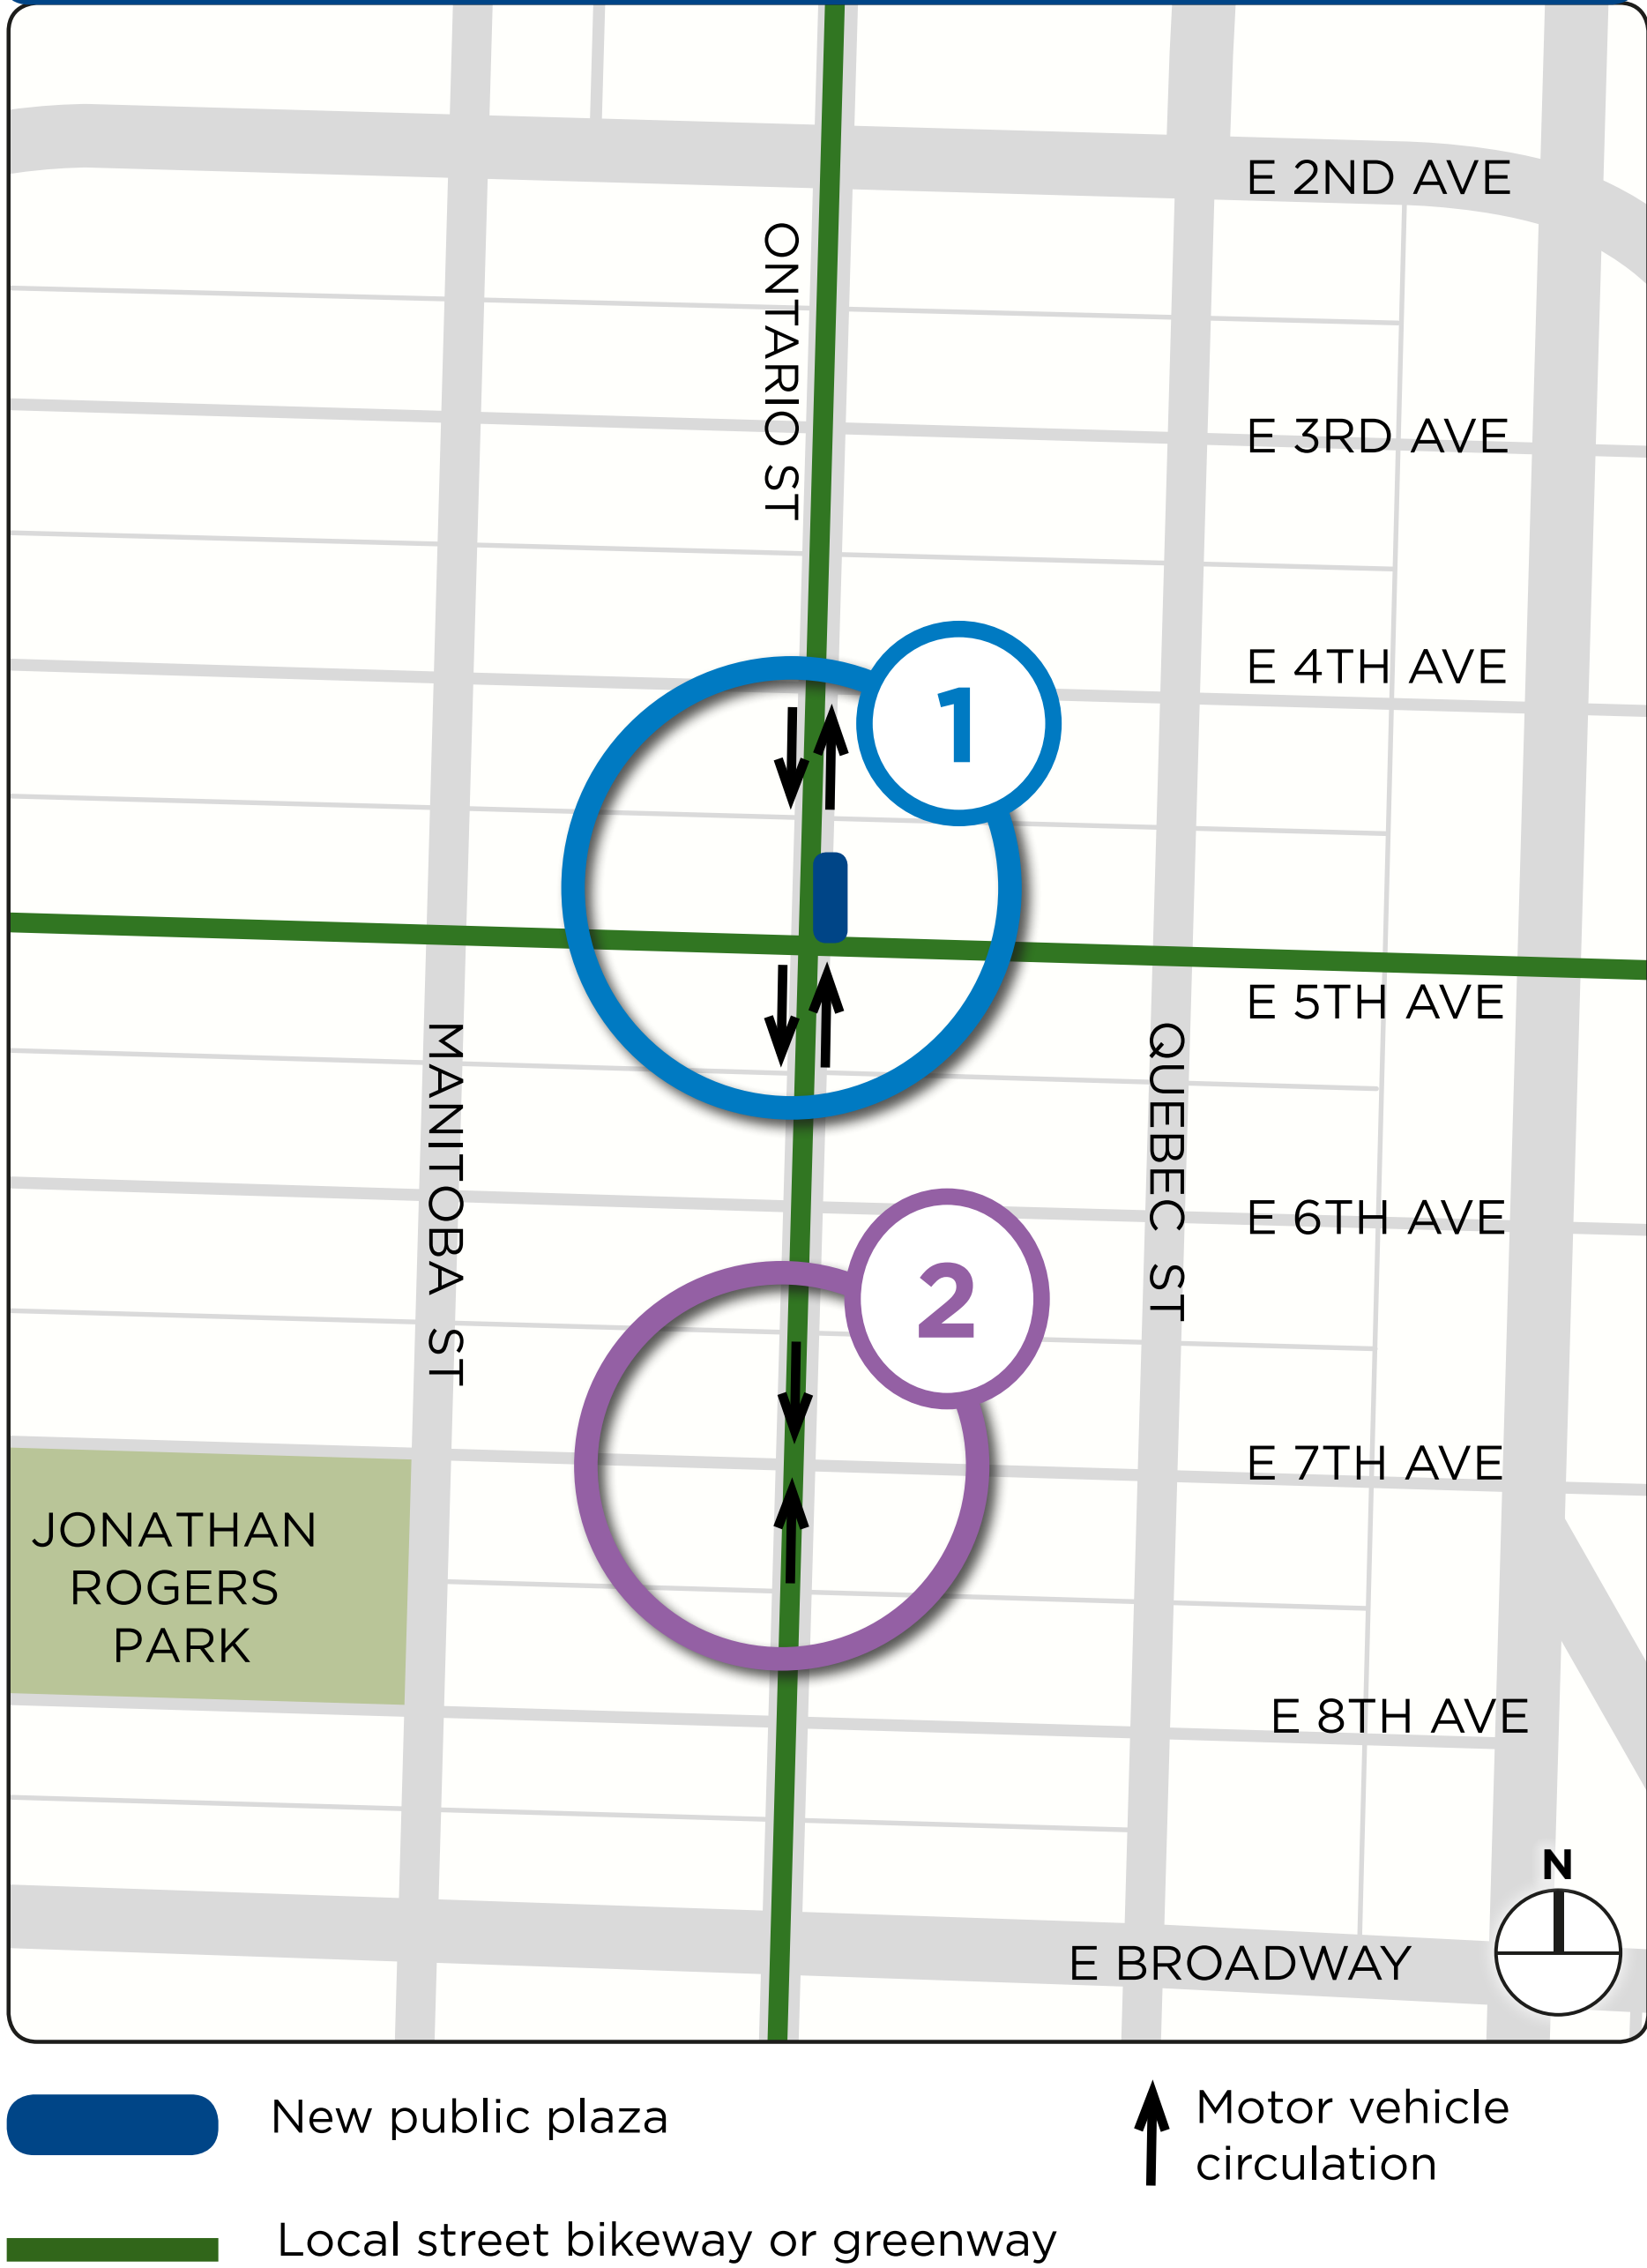 E 2ND AVE
ONTARIO ST
E 3RD AVE
E 4TH AVE
1
E 5TH AVE
MANITOBA ST
QUEBEC ST
E 6TH AVE
2
E 7TH AVE
JONATHAN
ROGERS
PARK
E 8TH AVE
N
E BROADWAY
New public plaza
Motor vehicle
circulation
Local street bikeway or greenway